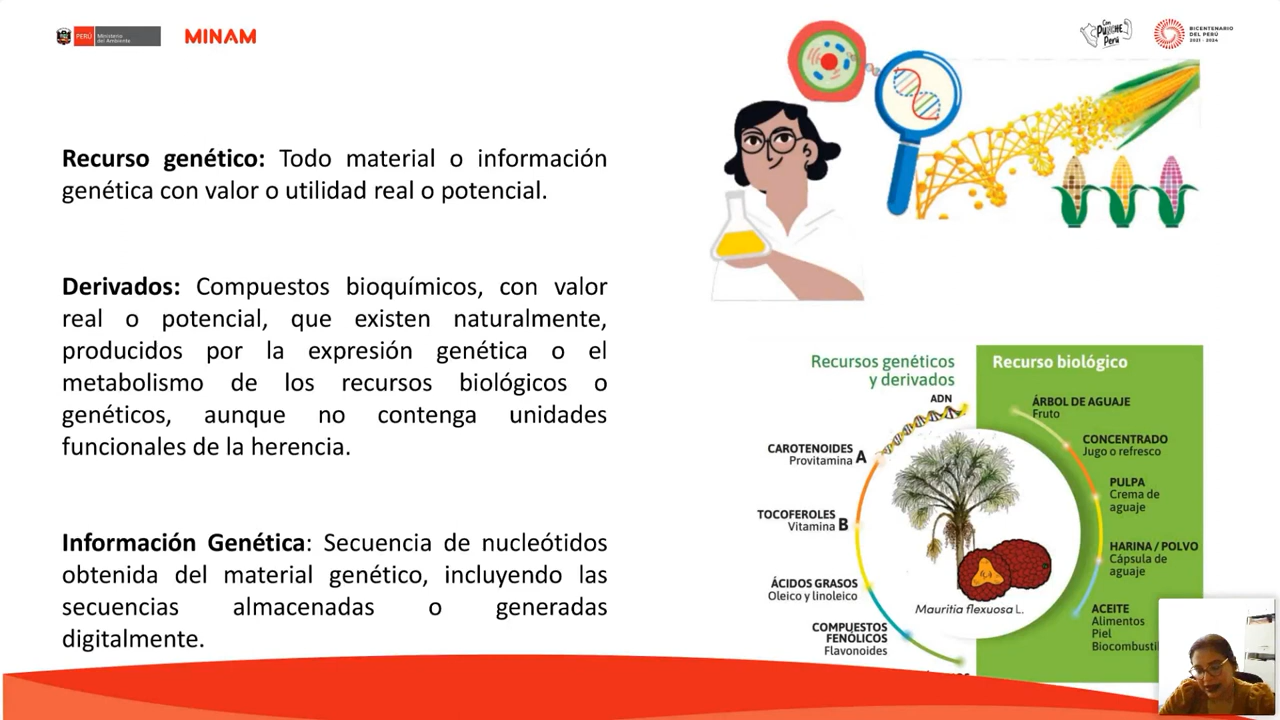 PERÚ
Ministerio
del Ambiente
MINAM
Con
PUNCHE
Perú
BICENTENARIO
DEL PERÚ
2021 - 2024
Recurso genético: Todo material o información
genética con valor o utilidad real o potencial.
Derivados: Compuestos bioquímicos, con valor
real o potencial, que existen naturalmente,
producidos por la expresión genética o el
metabolismo de los recursos biológicos o
genéticos, aunque no contenga unidades
funcionales de la herencia.
Información Genética: Secuencia de nucleótidos
obtenida del material genético, incluyendo las
secuencias almacenadas o generadas
digitalmente.
Recursos genéticos
y derivados
ADN
CAROTENOIDES
Provitamina A
TOCOFEROLES
Vitamina B
ÁCIDOS GRASOS
Oleico y linoleico
COMPUESTOS
FENÓLICOS
Flavonoides
Mauritia flexuosa L.
Recurso biológico
ÁRBOL DE AGUAJE
Fruto
CONCENTRADO
Jugo o refresco
PULPA
Crema de
aguaje
HARINA / POLVO
Cápsula de
aguaje
ACEITE
Alimentos
Piel
Biocombusti